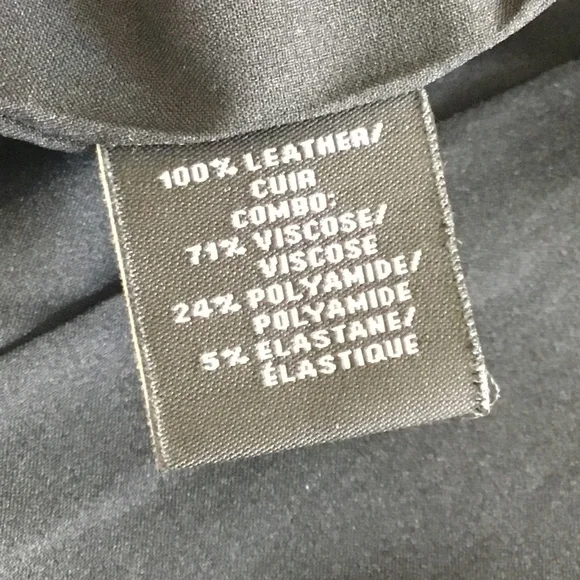 100% LEATHER/
CUIR
COMBO:
71% VISCOSE/
VISCOSE
24% POLYAMIDE/
POLYAMIDE
5% ELASTANE/
ÉLASTIQUE